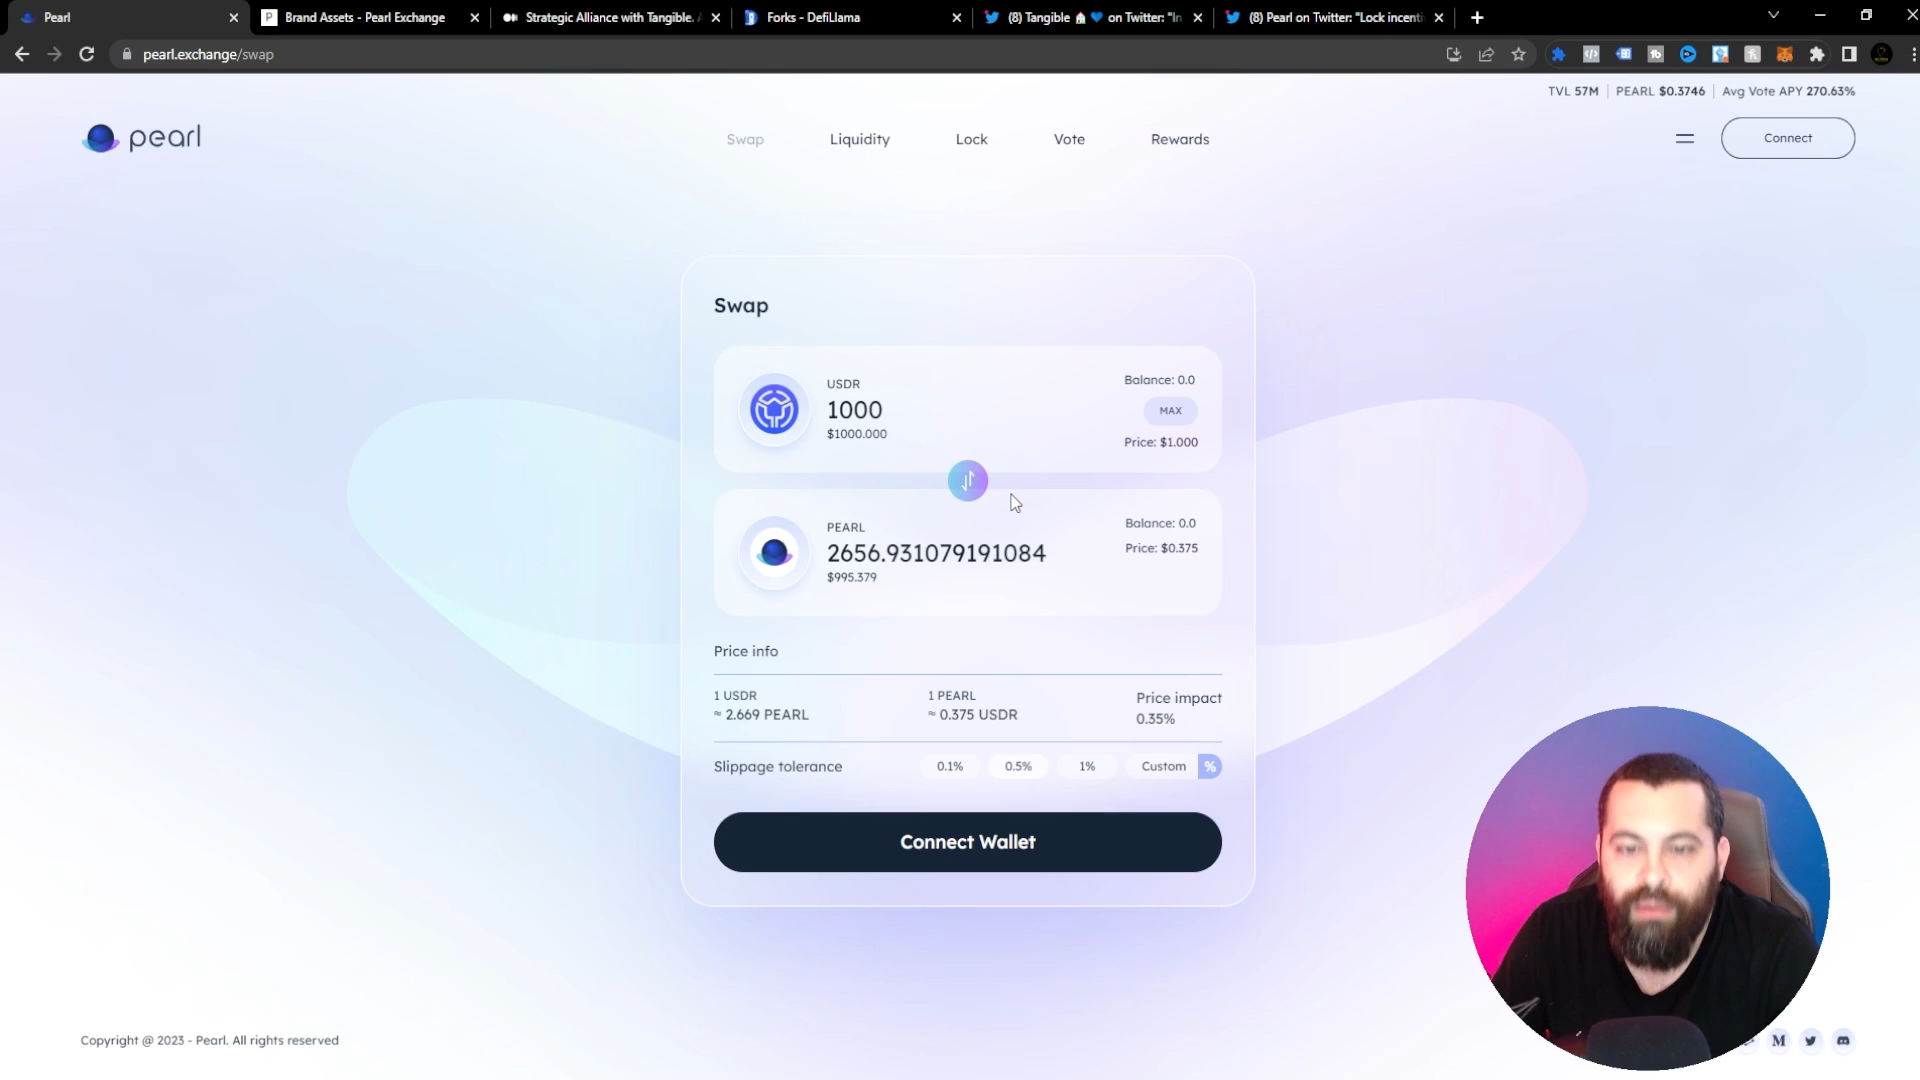 Pearl
Brand Assets - Pearl Exchange
Strategic Alliance with Tangible.
Forks - DefiLlama
(8) Tangible 🏠💙 on Twitter: "In
(8) Pearl on Twitter: "Lock incenti
pearl.exchange/swap
TVL 57M
PEARL $0.3746
Avg Vote APY 270.63%
pearl
Swap
Liquidity
Lock
Vote
Rewards
Connect
Swap
USDR
1000
$1000.000
Balance: 0.0
MAX
Price: $1.000
PEARL
2656.931079191084
$995.379
Balance: 0.0
Price: $0.375
Price info
1 USDR
≈ 2.669 PEARL
1 PEARL
≈ 0.375 USDR
Price impact
0.35%
Slippage tolerance
0.1%
0.5%
1%
Custom
%
Connect Wallet
Copyright @ 2023 - Pearl. All rights reserved